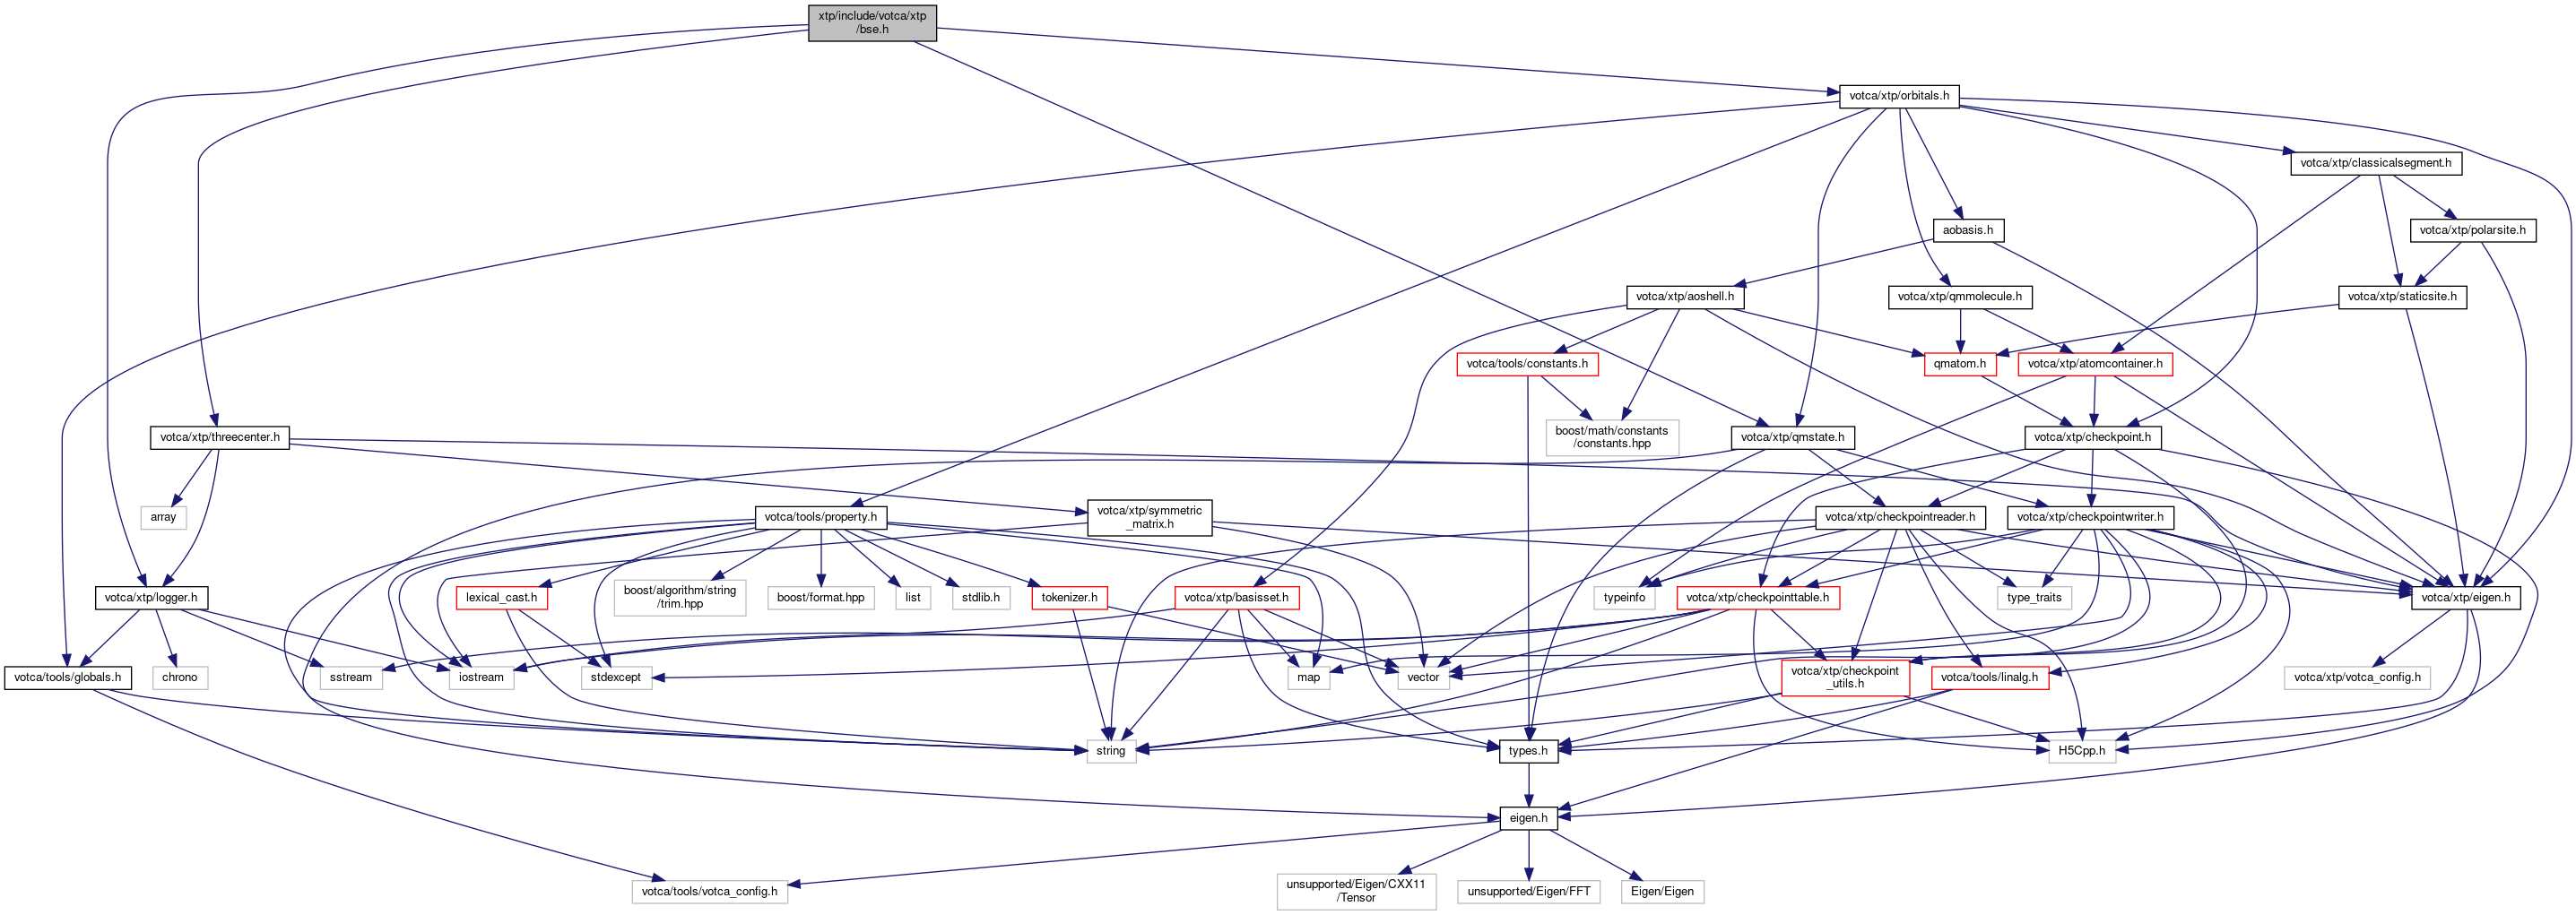 xtp/include/votca/xtp
/bse.h
votca/xtp/orbitals.h
votca/xtp/classicalsegment.h
aobasis.h
votca/xtp/polarsite.h
votca/xtp/aoshell.h
votca/xtp/qmmolecule.h
votca/xtp/staticsite.h
votca/tools/constants.h
qmatom.h
votca/xtp/atomcontainer.h
votca/xtp/threecenter.h
boost/math/constants
/constants.hpp
votca/xtp/qmstate.h
votca/xtp/checkpoint.h
array
votca/tools/property.h
votca/xtp/symmetric
_matrix.h
votca/xtp/checkpointreader.h
votca/xtp/checkpointwriter.h
votca/xtp/logger.h
lexical_cast.h
boost/algorithm/string
/trim.hpp
boost/format.hpp
list
stdlib.h
tokenizer.h
votca/xtp/basisset.h
typeinfo
votca/xtp/checkpointtable.h
type_traits
votca/xtp/eigen.h
votca/tools/globals.h
chrono
sstream
iostream
stdexcept
map
vector
votca/xtp/checkpoint
_utils.h
votca/tools/linalg.h
votca/xtp/votca_config.h
string
types.h
H5Cpp.h
eigen.h
votca/tools/votca_config.h
unsupported/Eigen/CXX11
/Tensor
unsupported/Eigen/FFT
Eigen/Eigen